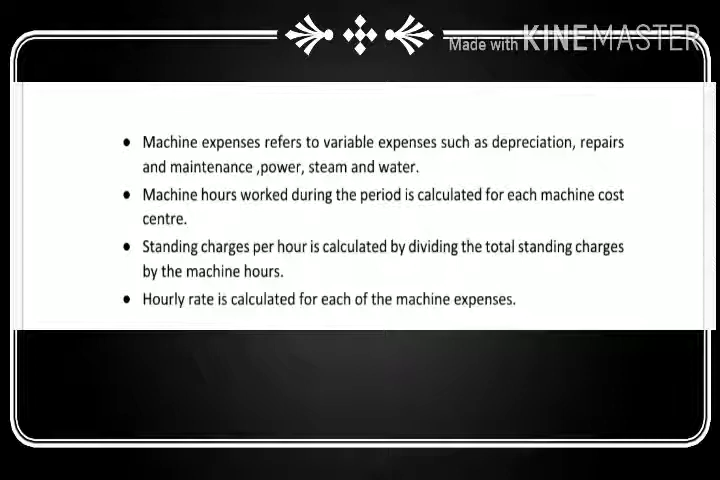 Made with KINEMASTER
• Machine expenses refers to variable expenses such as depreciation, repairs
and maintenance ,power, steam and water.
• Machine hours worked during the period is calculated for each machine cost
centre.
• Standing charges per hour is calculated by dividing the total standing charges
by the machine hours.
• Hourly rate is calculated for each of the machine expenses.